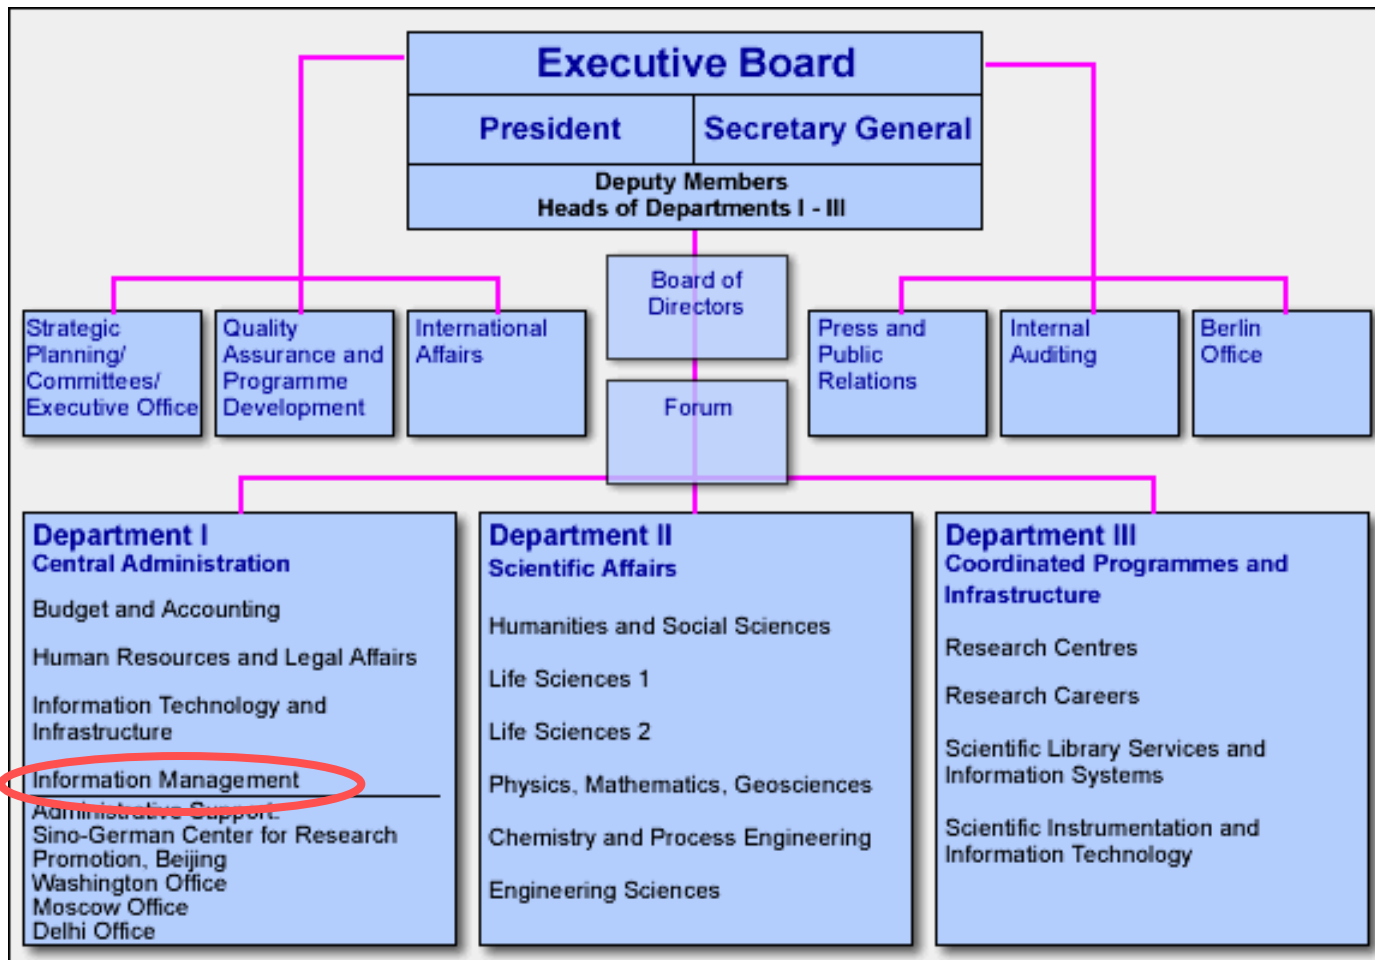 Executive Board
President
Secretary General
Deputy Members
Heads of Departments I - III
Board of
Directors
Forum
Strategic
Planning/
Committees/
Executive Office
Quality
Assurance and
Programme
Development
International
Affairs
Press and
Public
Relations
Internal
Auditing
Berlin
Office
Department I
Central Administration
Budget and Accounting
Human Resources and Legal Affairs
Information Technology and
Infrastructure
Information Management
Administrative Support:
Sino-German Center for Research
Promotion, Beijing
Washington Office
Moscow Office
Delhi Office
Department II
Scientific Affairs
Humanities and Social Sciences
Life Sciences 1
Life Sciences 2
Physics, Mathematics, Geosciences
Chemistry and Process Engineering
Engineering Sciences
Department III
Coordinated Programmes and
Infrastructure
Research Centres
Research Careers
Scientific Library Services and
Information Systems
Scientific Instrumentation and
Information Technology